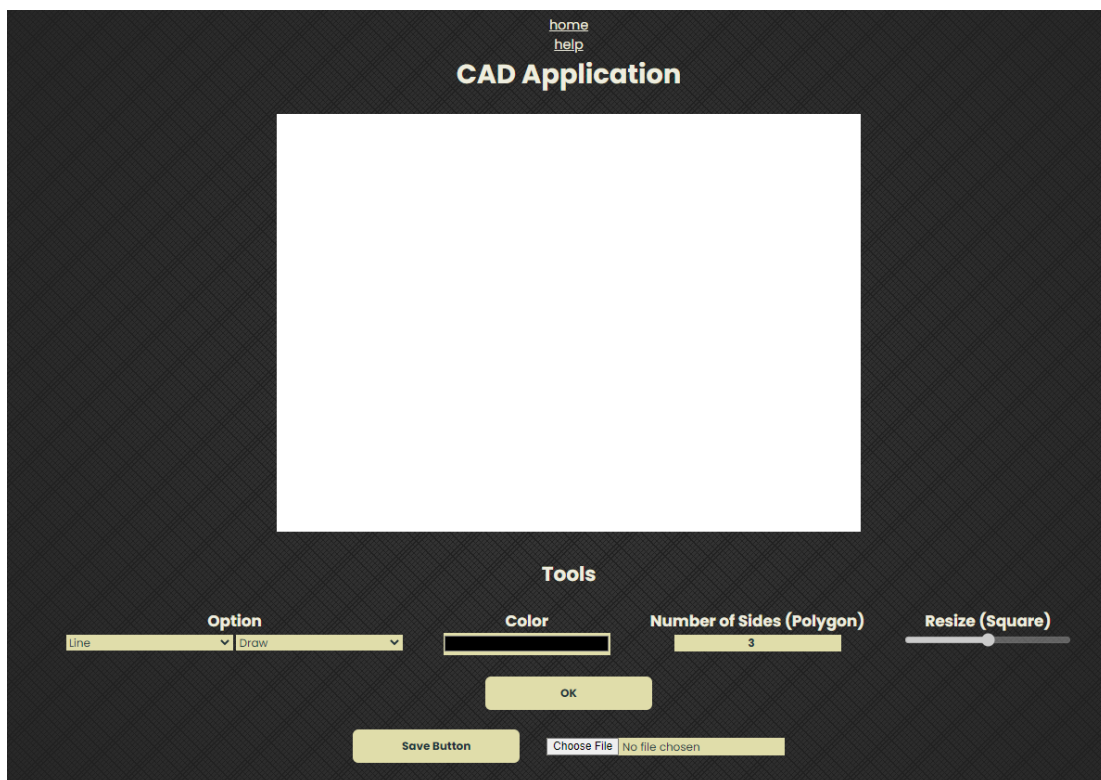 home
help
CAD Application
Tools
Option Color Number of Sides (Polygon) Resize (Square)
Line Draw 3
OK
Save Button Choose File No file chosen